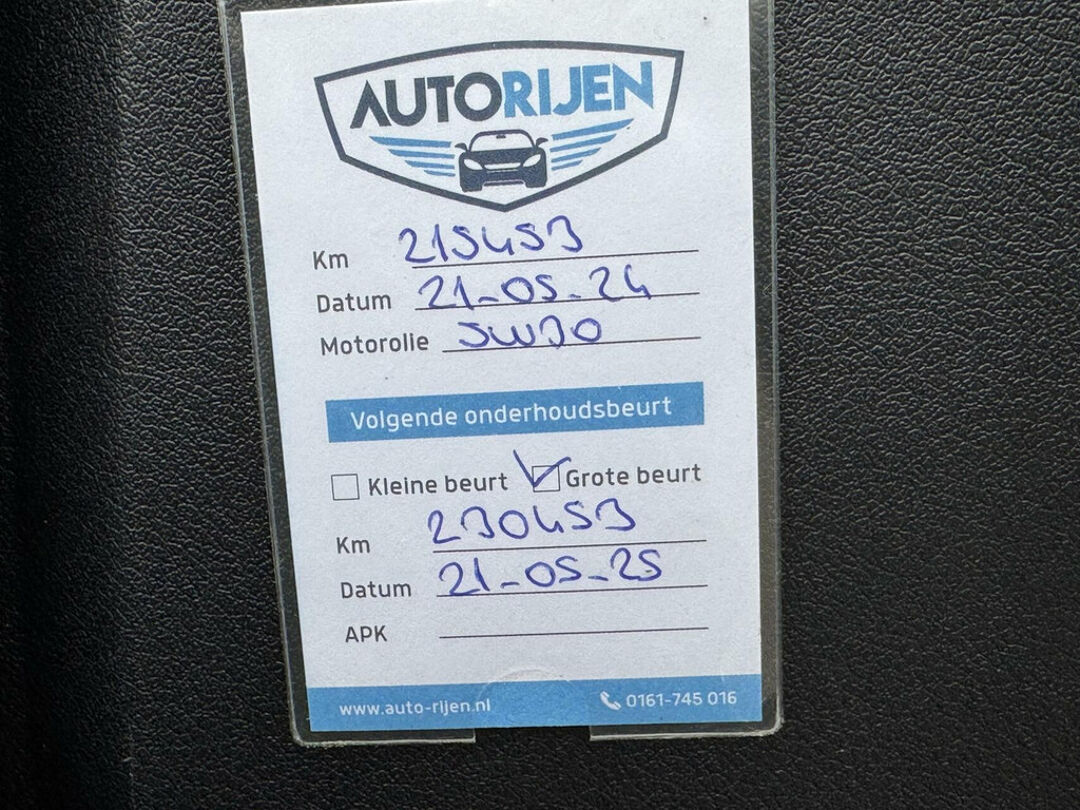 AUTORIJEN
Km 215453
Datum 21-05-24
Motorolie 5W30
Volgende onderhoudsbeurt
Kleine beurt Grote beurt
Km 230453
Datum 21-05-25
APK
www.auto-rijen.nl 0161-745 016